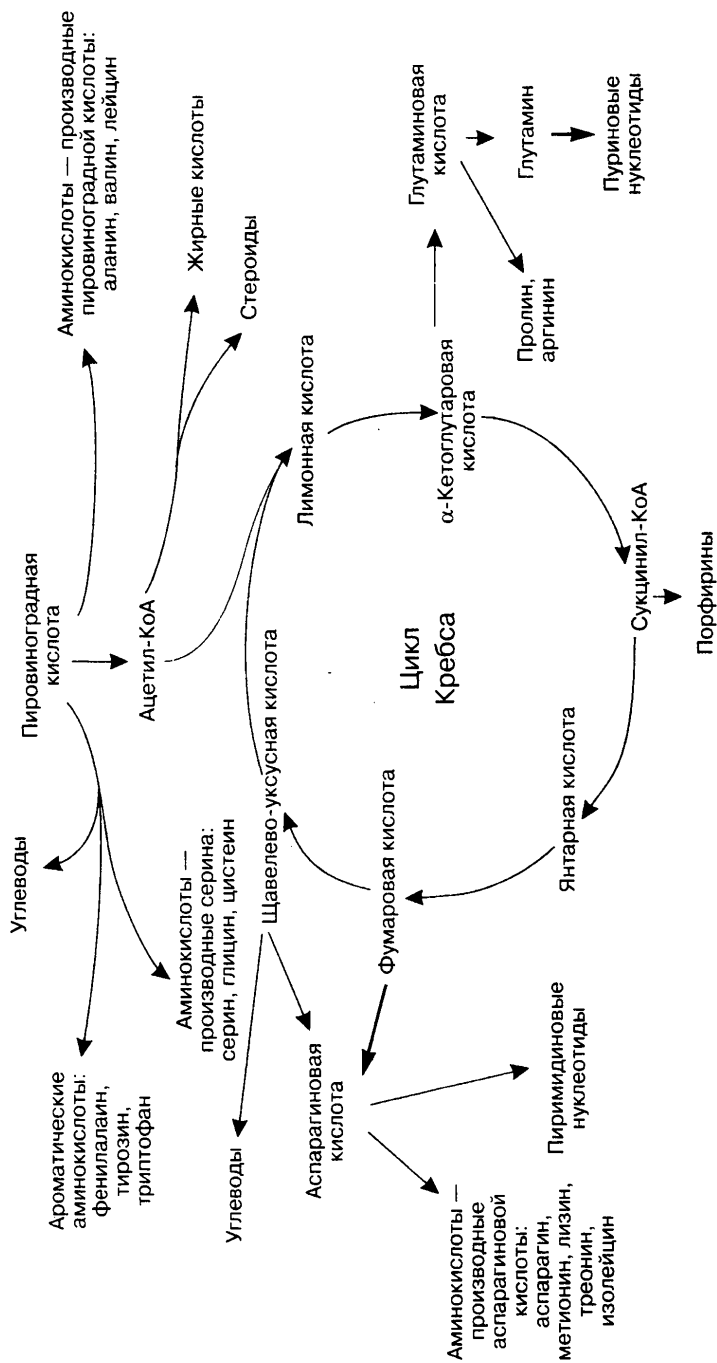 Пировиноградная
кислота
Аминокислоты — производные
пировиноградной кислоты:
аланин, валин, лейцин
Углеводы
Ароматические
аминокислоты:
фенилалаин,
тирозин,
триптофан
Ацетил-КоА
Жирные кислоты
Стероиды
Аминокислоты —
производные серина:
серин, глицин, цистеин
Углеводы
Щавелево-уксусная кислота
Лимонная кислота
Аспарагиновая
кислота
Фумаровая кислота
Цикл
Кребса
α-Кетоглутаровая
кислота
Глутаминовая
кислота
Глутамин
Пуриновые
нуклеотиды
Пролин,
аргинин
Аминокислоты —
производные
аспарагиновой
кислоты:
аспарагин,
метионин, лизин,
треонин,
изолейцин
Пиримидиновые
нуклеотиды
Янтарная кислота
Сукцинил-КоА
Порфирины